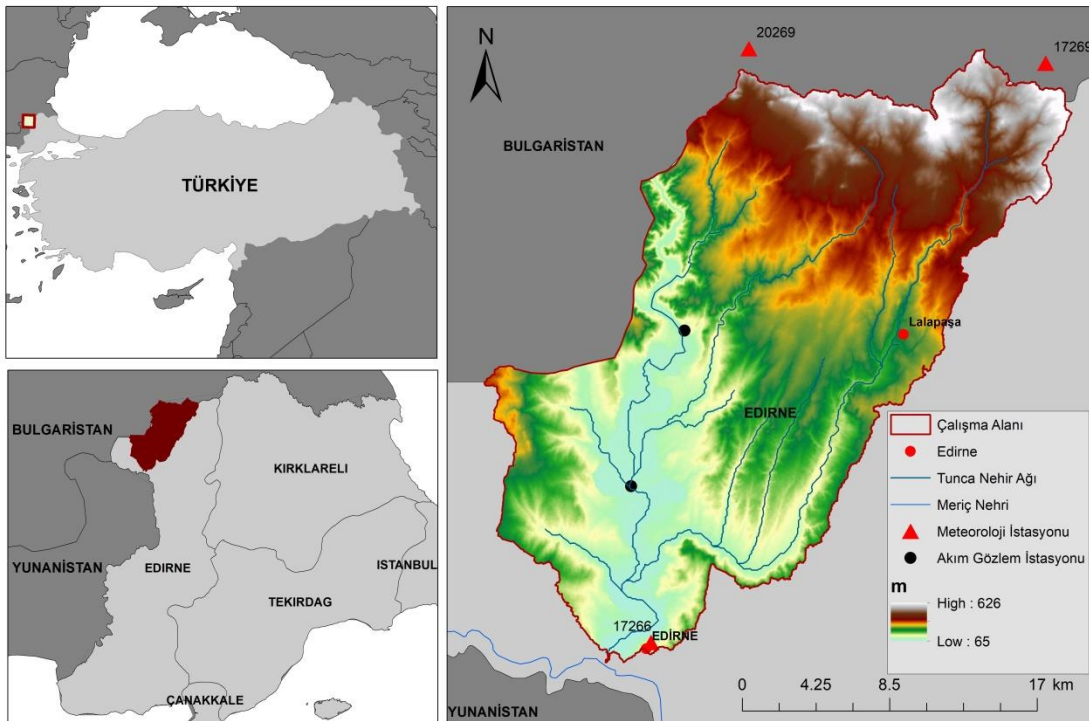 TÜRKİYE
BULGARİSTAN
KIRKLARELİ
YUNANİSTAN
EDIRNE
ISTANBUL
TEKIRDAG
ÇANAKKALE
N
20269
17269
BULGARİSTAN
Lalapaşa
EDIRNE
17266
EDİRNE
YUNANİSTAN
Çalışma Alanı
Edirne
Tunca Nehir Ağı
Meriç Nehri
Meteoroloji İstasyonu
Akım Gözlem İstasyonu
m
High : 626
Low : 65
0 4.25 8.5 17 km